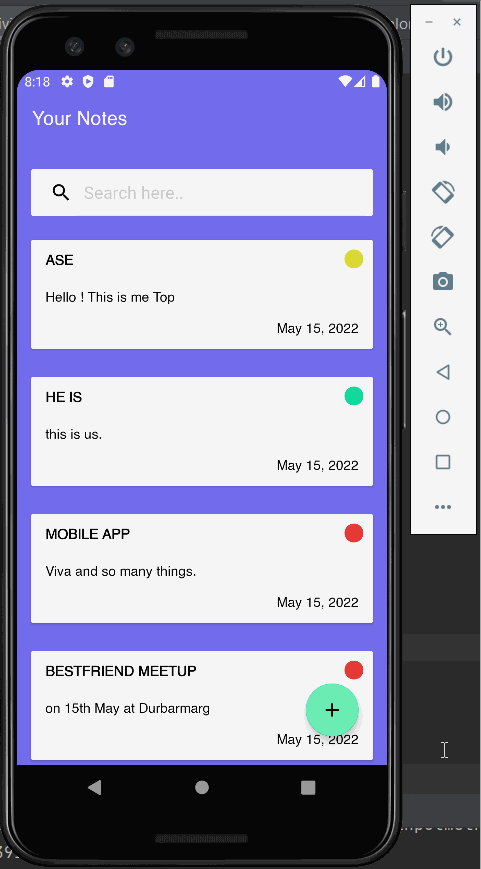 8:18
Your Notes
Search here..
ASE
Hello ! This is me Top
May 15, 2022
HE IS
this is us.
May 15, 2022
MOBILE APP
Viva and so many things.
May 15, 2022
BESTFRIEND MEETUP
on 15th May at Durbarmarg
May 15, 2022